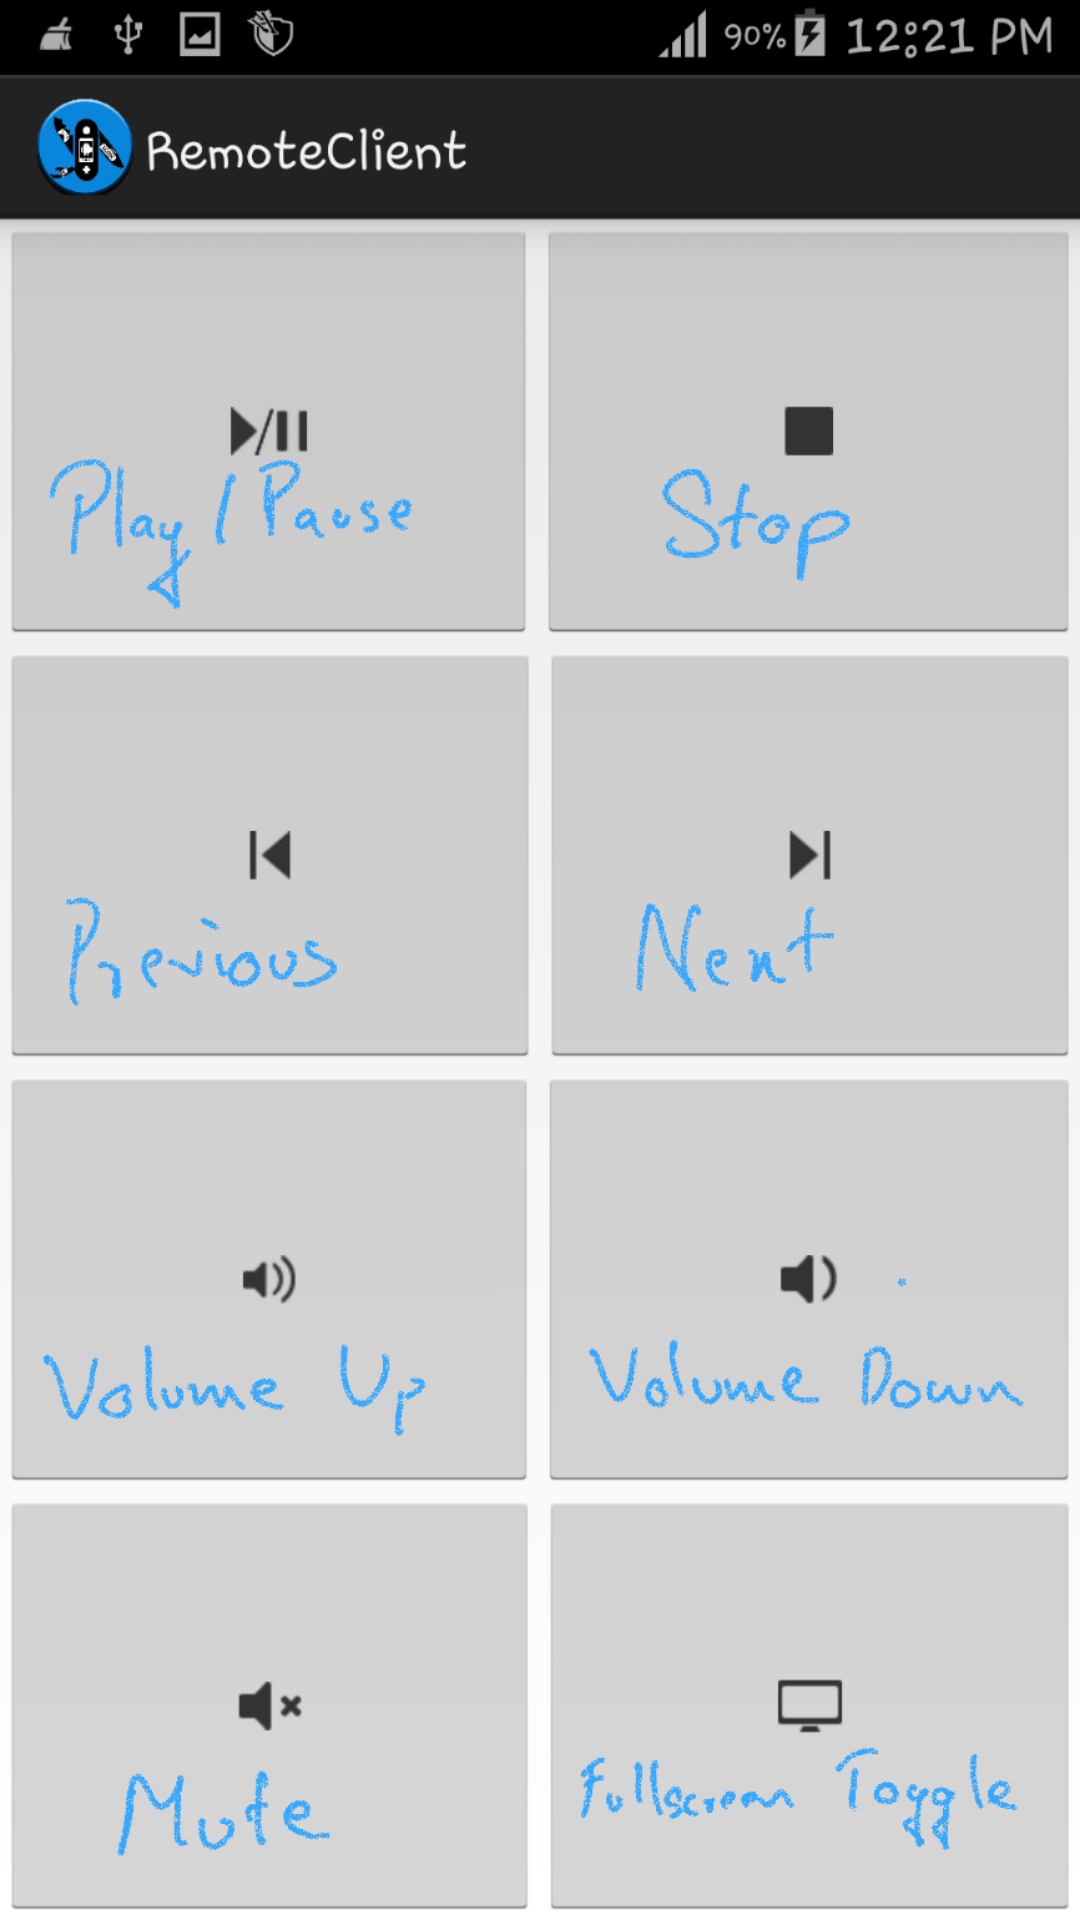 90% 12:21 PM
RemoteClient
Play / Pause
Stop
Previous
Next
Volume Up
Volume Down
Mute
Fullscreen Toggle